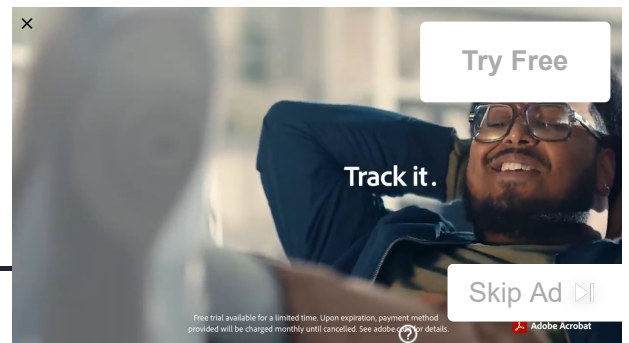 Try Free
Track it.
Skip Ad
Free trial available for a limited time. Upon expiration, payment method
provided will be charged monthly until cancelled. See adobe.com for details.
Adobe Acrobat